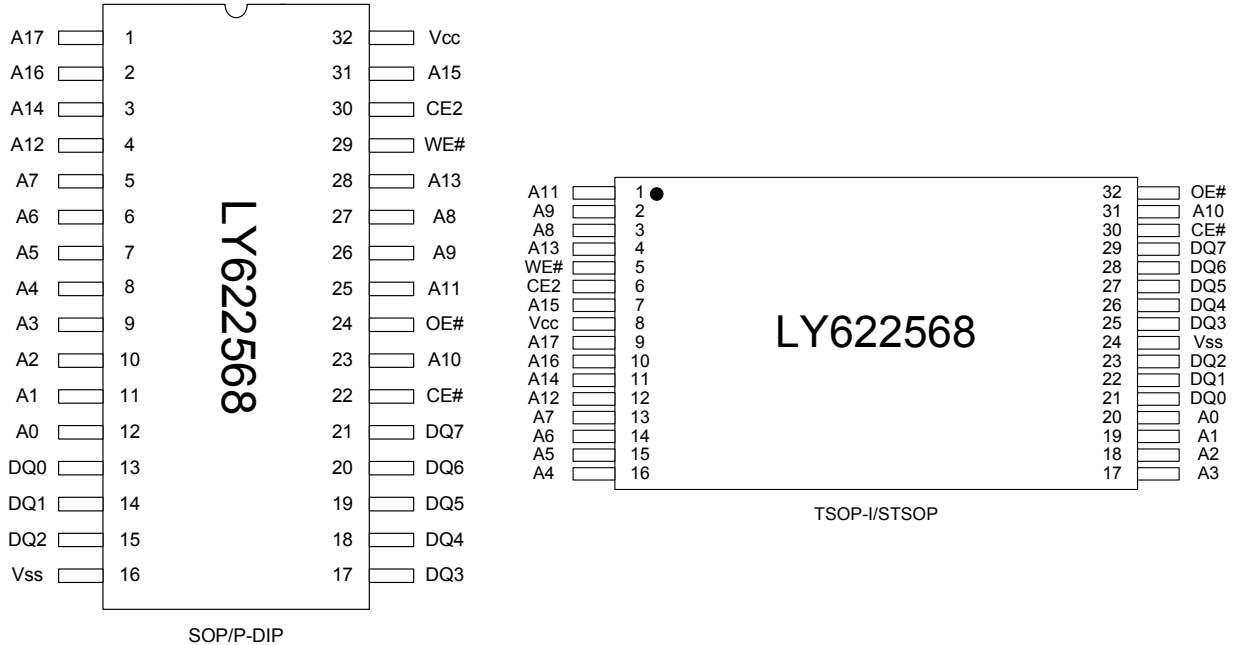 A17 1 32 Vcc
A16 2 31 A15
A14 3 30 CE2
A12 4 29 WE#
A7 5 28 A13
A6 6 27 A8
A5 7 26 A9
A4 8 25 A11
A3 9 24 OE#
A2 10 23 A10
A1 11 22 CE#
A0 12 21 DQ7
DQ0 13 20 DQ6
DQ1 14 19 DQ5
DQ2 15 18 DQ4
Vss 16 17 DQ3
LY622568
SOP/P-DIP
A11 1 32 OE#
A9 2 31 A10
A8 3 30 CE#
A13 4 29 DQ7
WE# 5 28 DQ6
CE2 6 27 DQ5
A15 7 26 DQ4
Vcc 8 25 DQ3
A17 9 24 Vss
A16 10 23 DQ2
A14 11 22 DQ1
A12 12 21 DQ0
A7 13 20 A0
A6 14 19 A1
A5 15 18 A2
A4 16 17 A3
LY622568
TSOP-I/STSOP